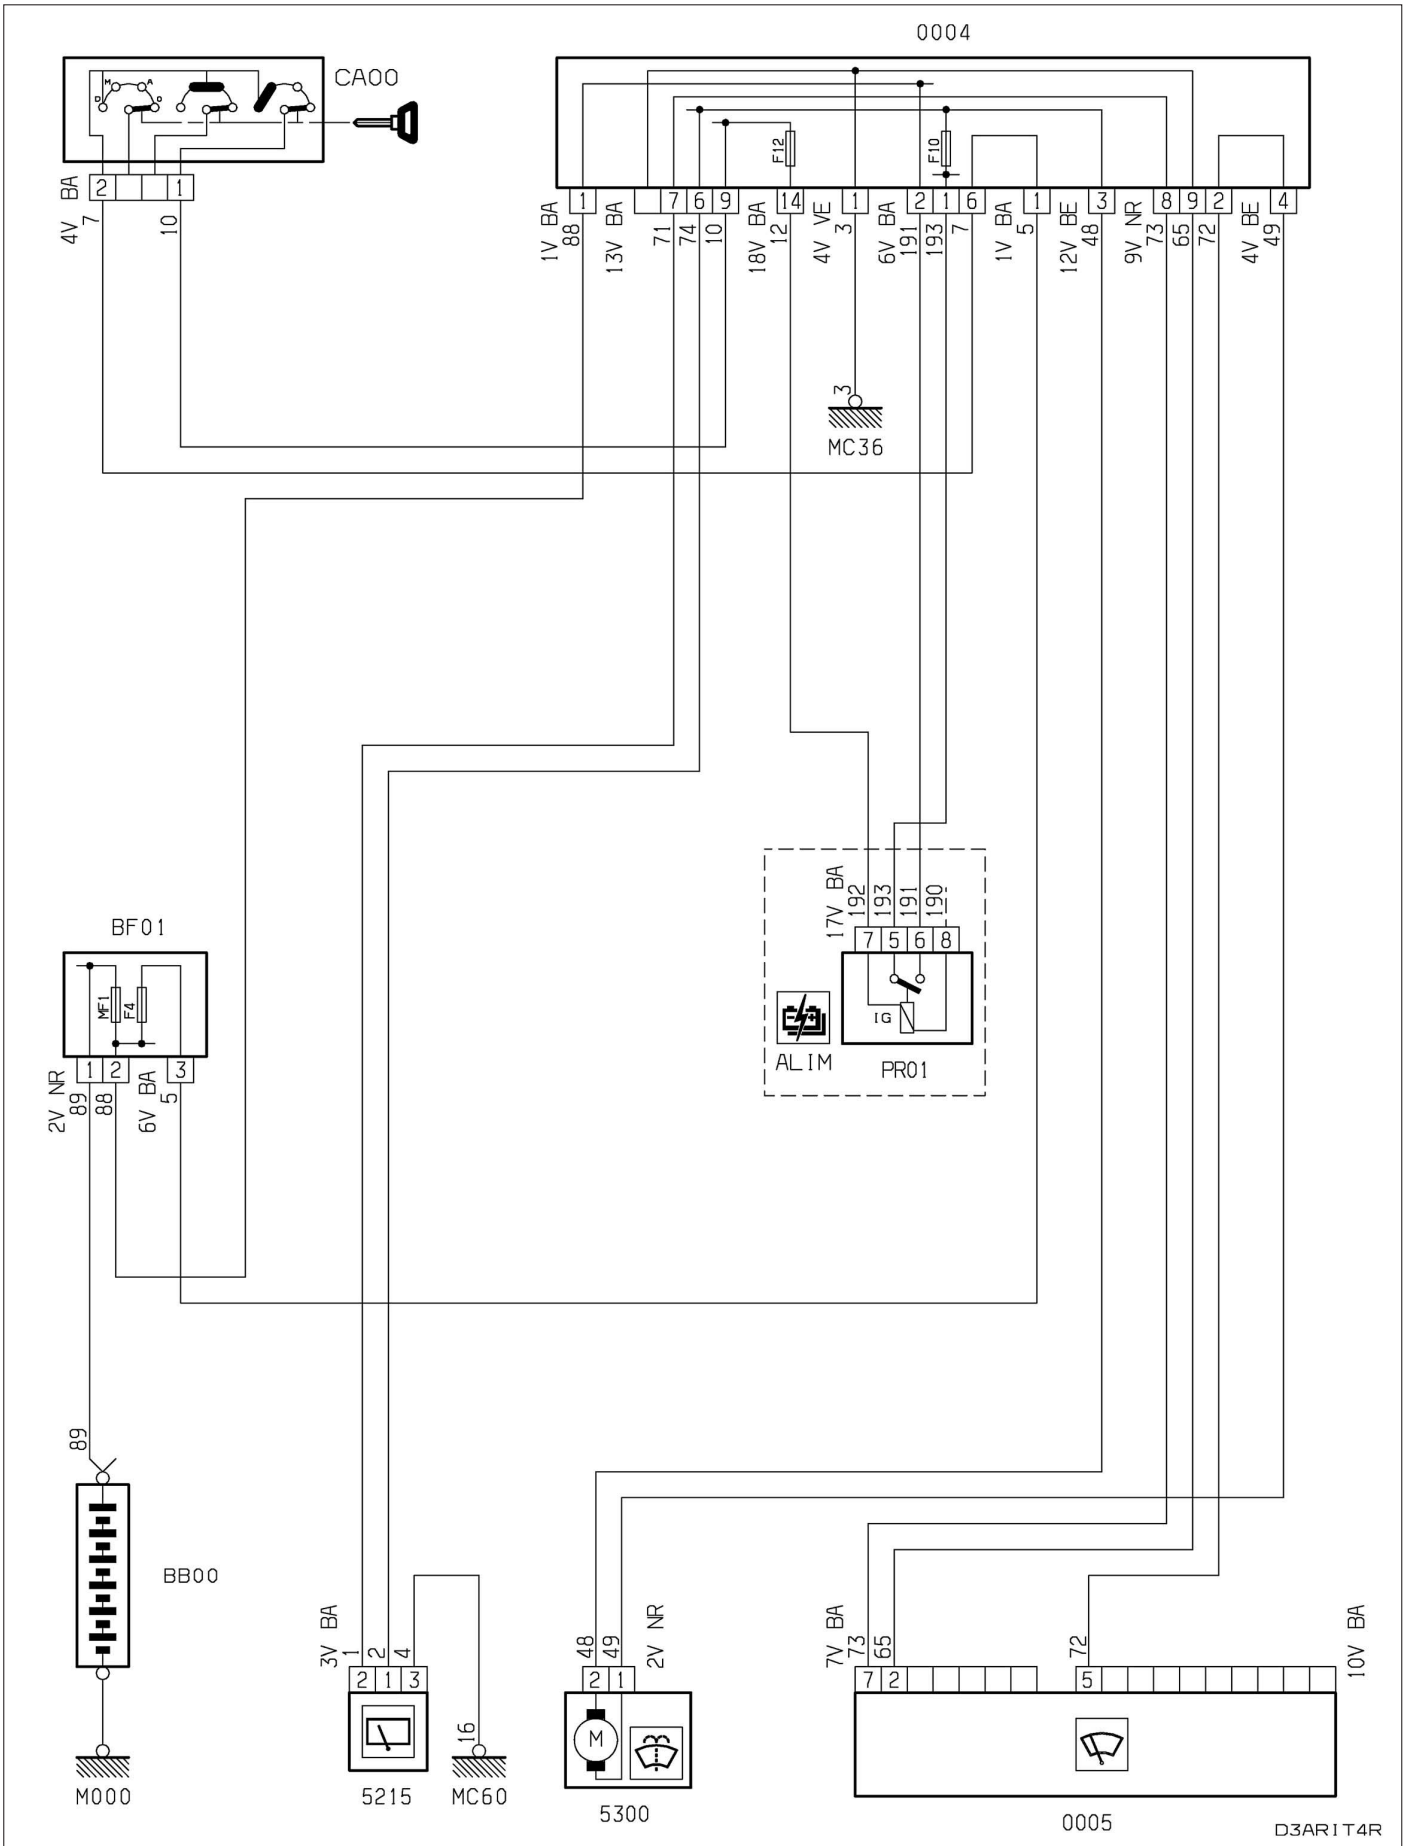 0004
CA00
M A
D D
F12
F10
2 1
4V BA
7
10
1 7 6 9 14 1 2 1 6 1 3 8 9 2 4
1V BA
88
13V BA
71
74
10
18V BA
12
4V VE
3
6V BA
191
193
7
1V BA
5
12V BE
48
9V NR
73
65
72
4V BE
49
3
MC36
17V BA
192
193
191
190
7 5 6 8
IG
ALIM
PR01
BF01
MF1
F4
1 2 3
2V NR
89
88
6V BA
5
89
BB00
M000
3V BA
1
2
4
2 1 3
5215
16
MC60
48
49
2V NR
2 1
M
5300
7V BA
73
65
72
10V BA
7 2 5
0005
D3ARIT4R